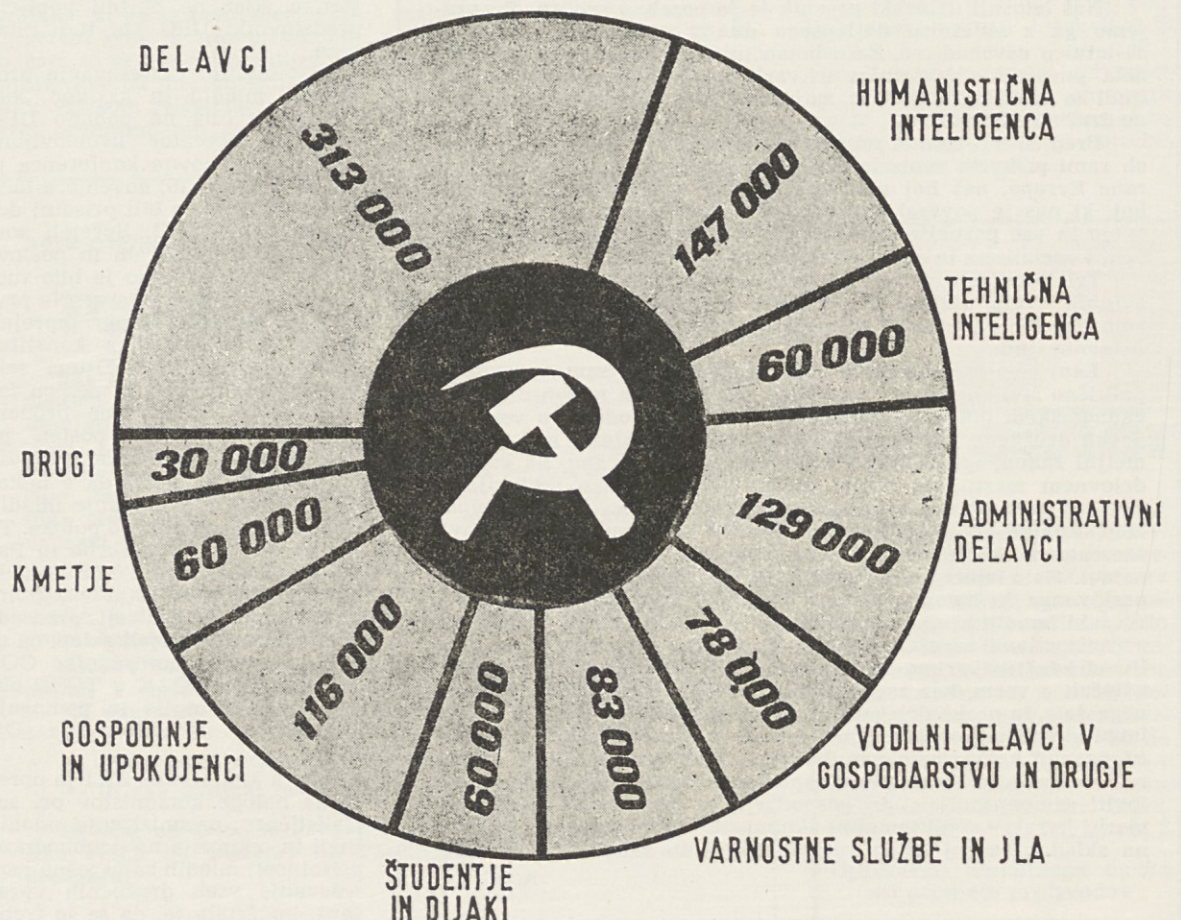 DELAVCI
313 000
HUMANISTIČNA
INTELIGENCA
147 000
TEHNIČNA
INTELIGENCA
60 000
129 000
ADMINISTRATIVNI
DELAVCI
78 000
VODILNI DELAVCI V
GOSPODARSTVU IN DRUGJE
83 000
VARNOSTNE SLUŽBE IN JLA
60 000
ŠTUDENTJE
IN DIJAKI
116 000
GOSPODINJE
IN UPOKOJENCI
60 000
KMETJE
30 000
DRUGI